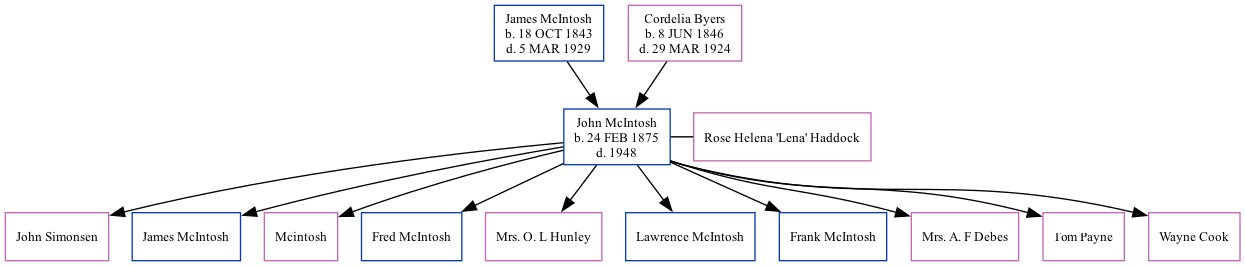 James McIntosh
b. 18 OCT 1843
d. 5 MAR 1929
Cordelia Byers
b. 8 JUN 1846
d. 29 MAR 1924
John McIntosh
b. 24 FEB 1875
d. 1948
Rose Helena 'Lena' Haddock
John Simonsen
James McIntosh
Mcintosh
Fred McIntosh
Mrs. O. L Hunley
Lawrence McIntosh
Frank McIntosh
Mrs. A. F Debes
Tom Payne
Wayne Cook